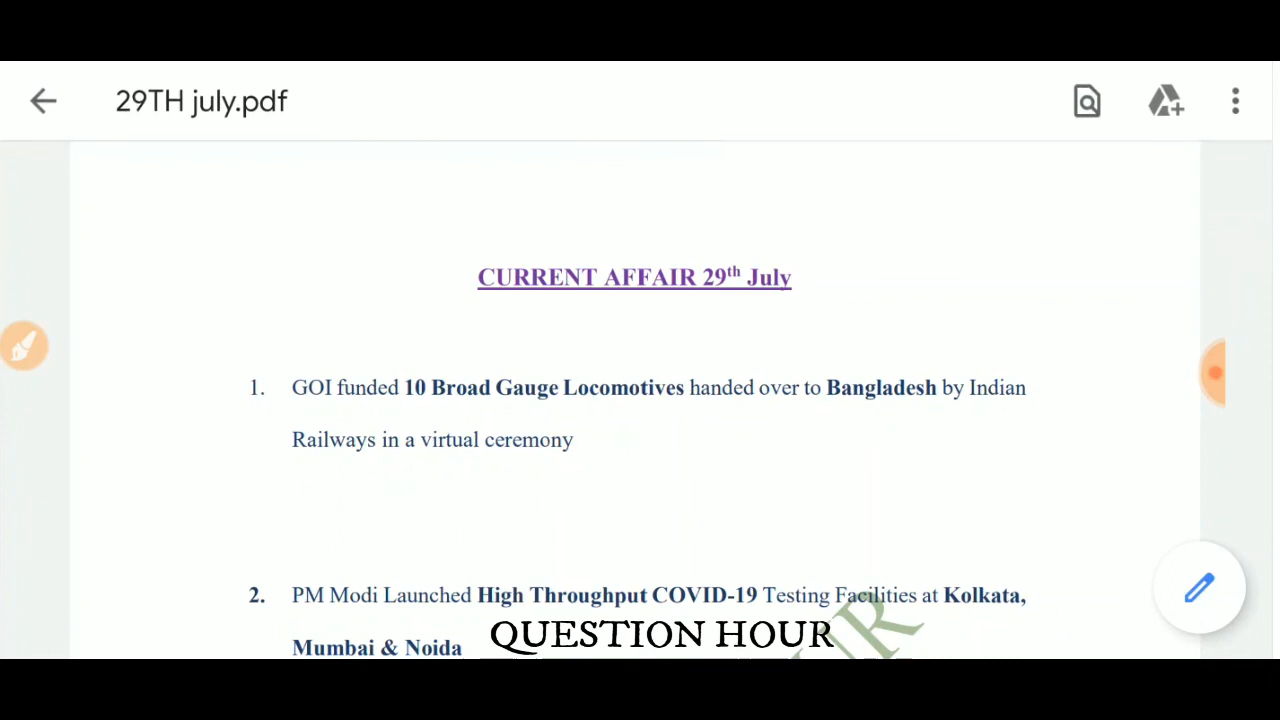 29TH july.pdf
CURRENT AFFAIR 29th July
1. GOI funded 10 Broad Gauge Locomotives handed over to Bangladesh by Indian
Railways in a virtual ceremony
2. PM Modi Launched High Throughput COVID-19 Testing Facilities at Kolkata,
Mumbai & Noida
QUESTION HOUR